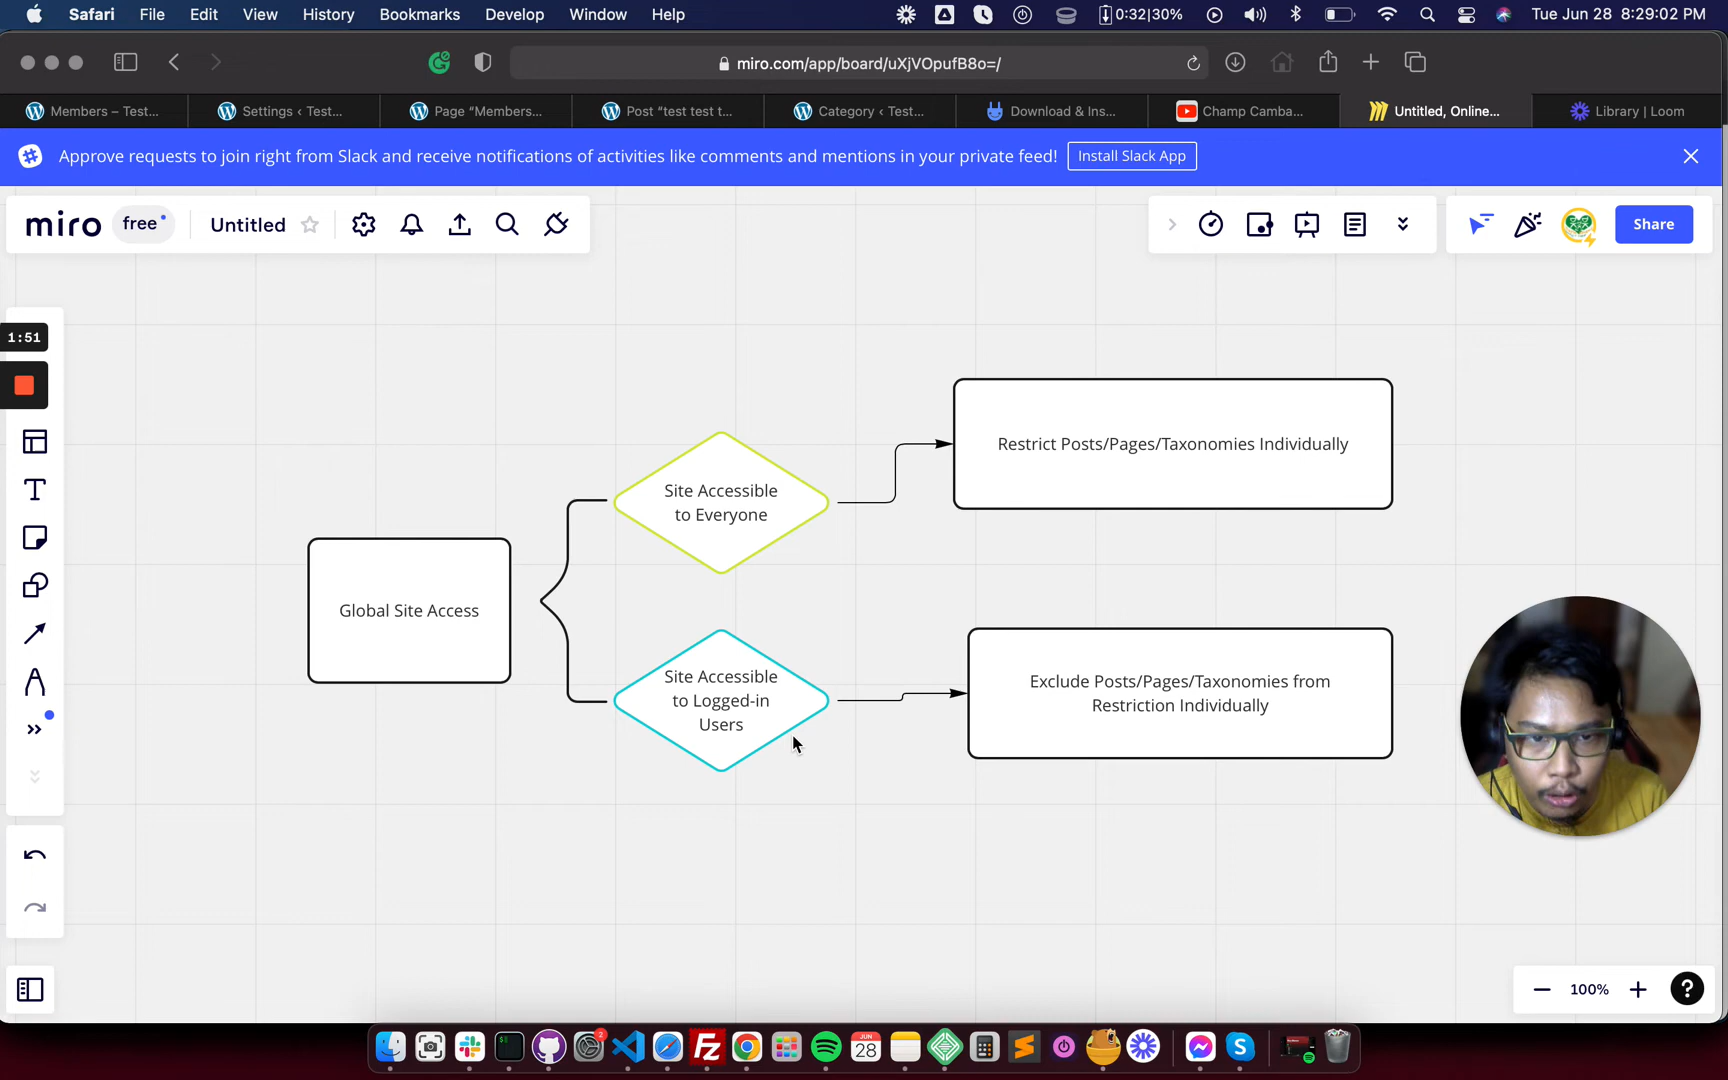 Safari File Edit View History Bookmarks Develop Window Help 0:32|30% Tue Jun 28 8:29:02 PM
miro.com/app/board/uXjVOpufB8o=/
Members – Test... Settings ‹ Test... Page “Members... Post “test test t... Category ‹ Test... Download & Ins... Champ Camba... Untitled, Online... Library | Loom
Approve requests to join right from Slack and receive notifications of activities like comments and mentions in your private feed! Install Slack App
miro free Untitled Share
1:51
Restrict Posts/Pages/Taxonomies Individually
Site Accessible
to Everyone
Global Site Access
Site Accessible
to Logged-in
Users
Exclude Posts/Pages/Taxonomies from
Restriction Individually
100% ?
2
JUN
28